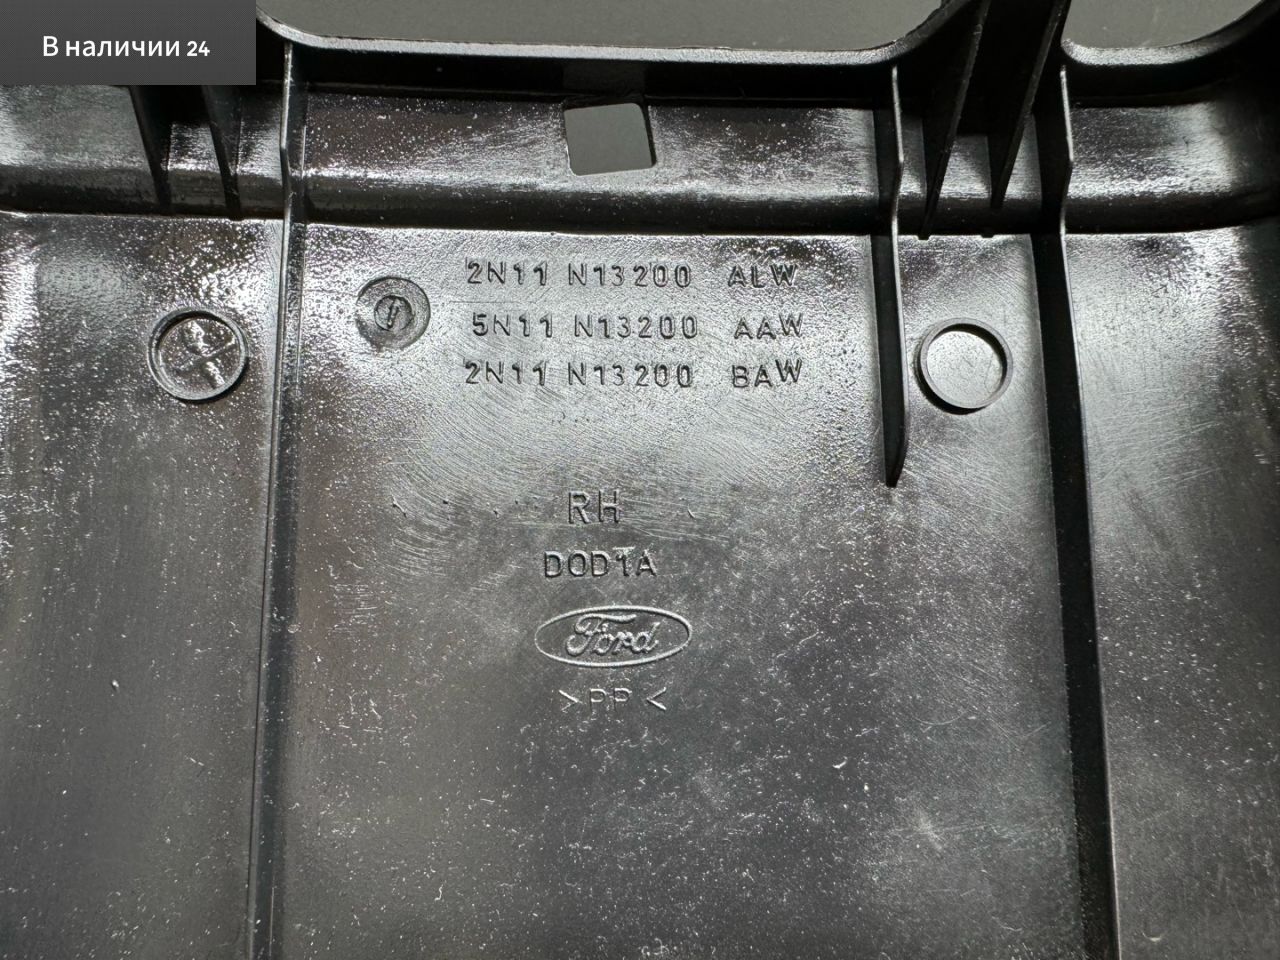 В наличии 24
2N11 N13200 ALW
5N11 N13200 AAW
2N11 N13200 BAW
RH
DOD1A
Ford
>PP<